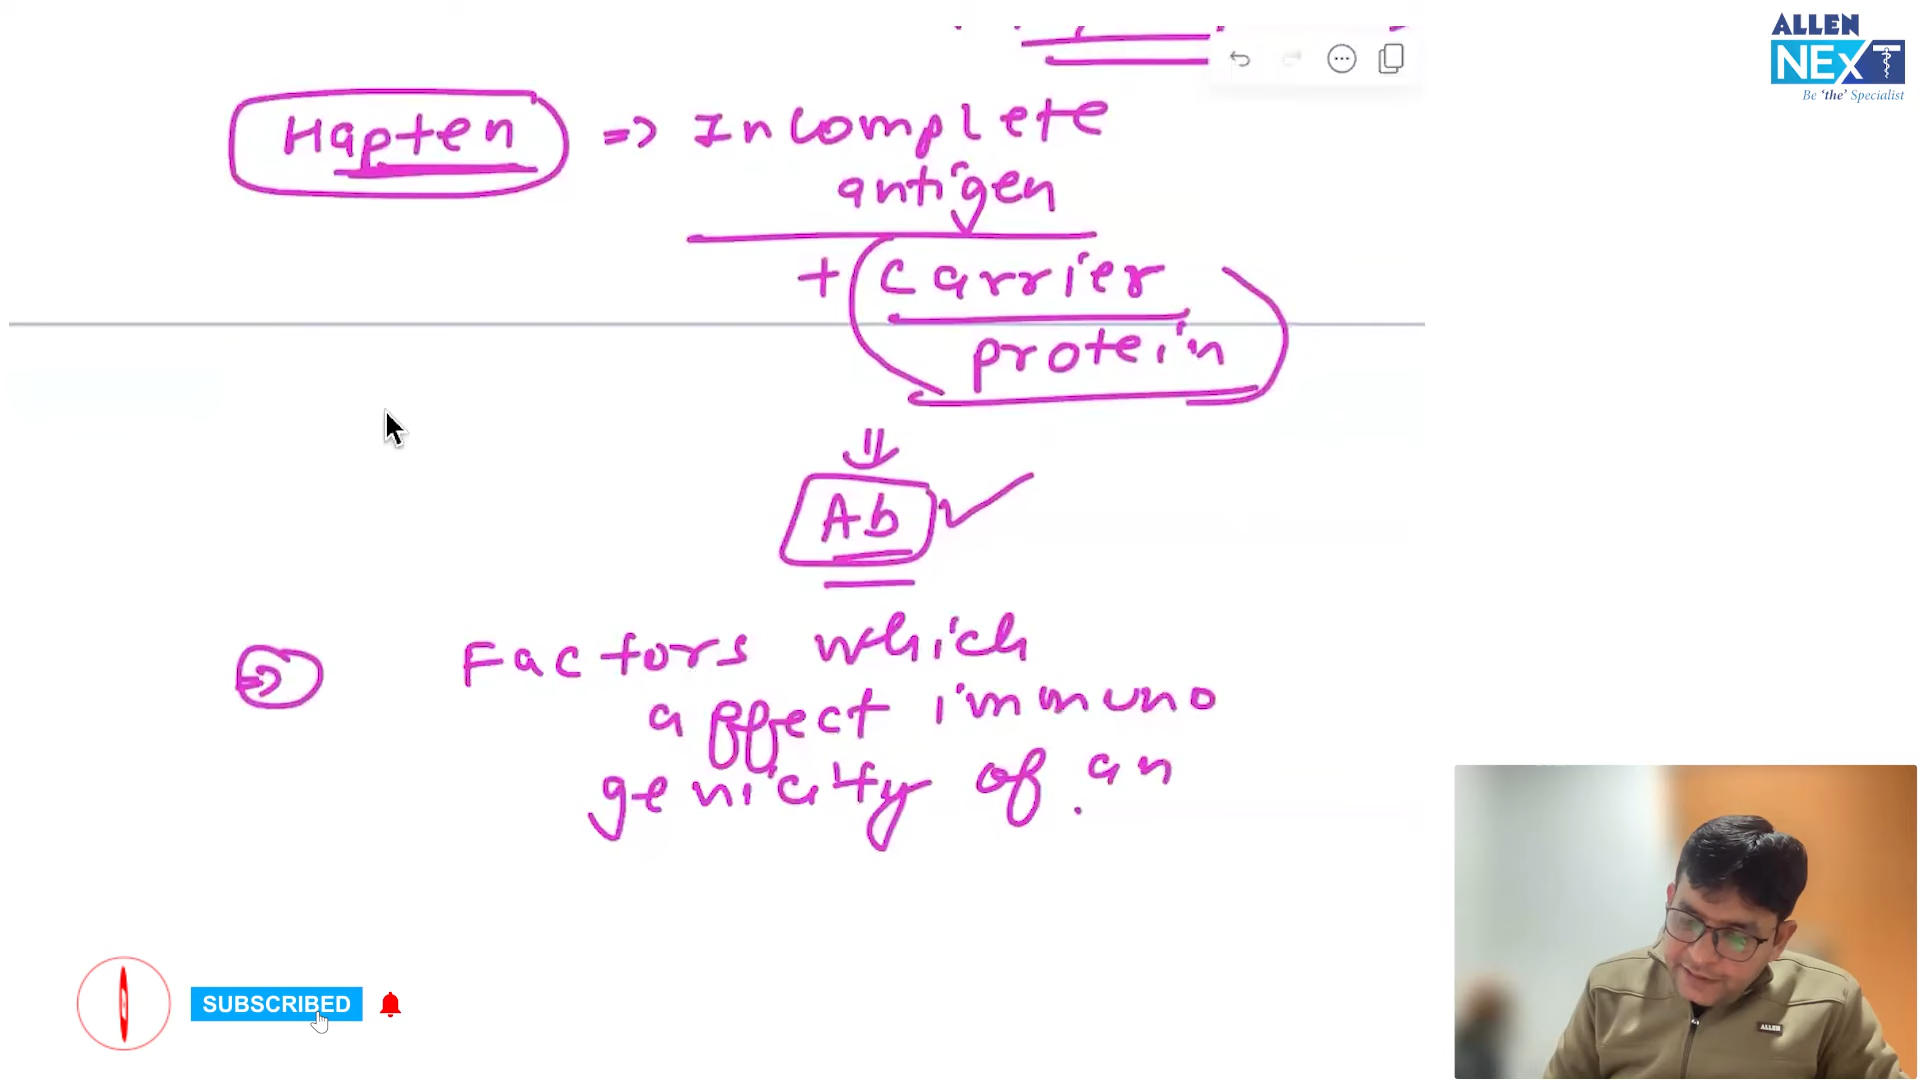 ALLEN
NEXT
Be 'the' Specialist
Hapten => Incomplete
antigen
+ Carrier
protein
Ab
=> Factors which
affect immuno
genicity of an
SUBSCRIBED
ALLEN